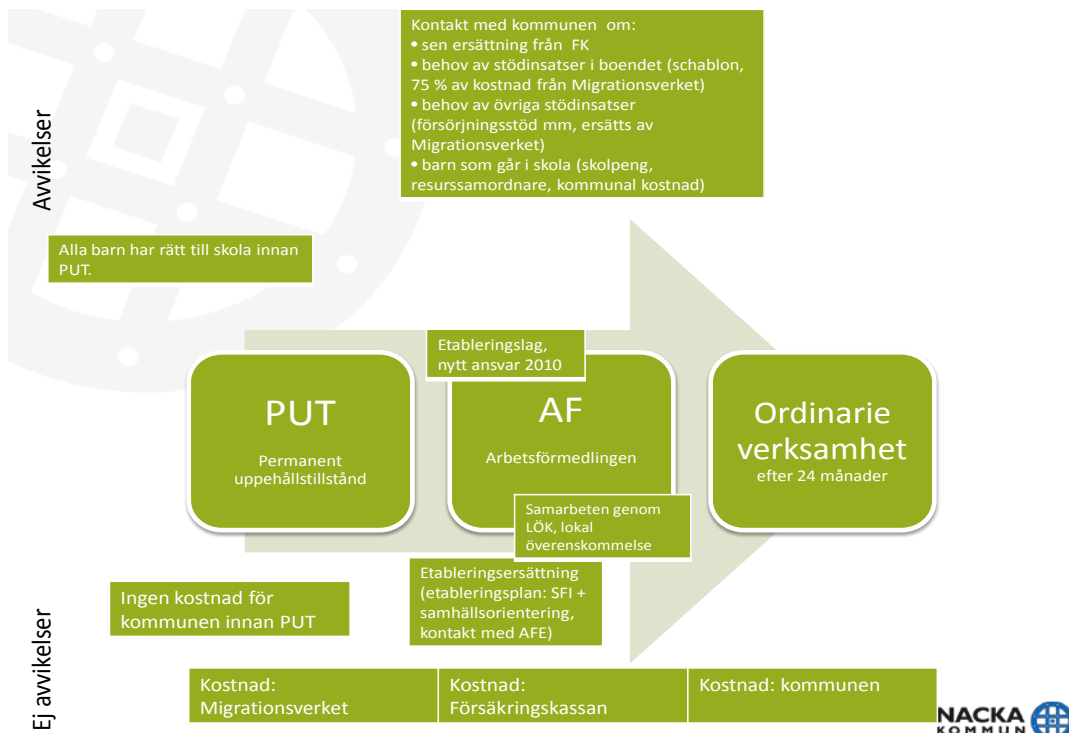 Kontakt med kommunen om:
• sen ersättning från FK
• behov av stödinsatser i boendet (schablon,
75 % av kostnad från Migrationsverket)
• behov av övriga stödinsatser
(försörjningsstöd mm, ersätts av
Migrationsverket)
• barn som går i skola (skolpeng,
resurssamordnare, kommunal kostnad)
Avvikelser
Alla barn har rätt till skola innan
PUT.
Etableringslag,
nytt ansvar 2010
PUT
Permanent
uppehållstillstånd
AF
Arbetsförmedlingen
Ordinarie
verksamhet
efter 24 månader
Samarbeten genom
LÖK, lokal
överenskommelse
Etableringsersättning
(etableringsplan: SFI +
samhällsorientering,
kontakt med AFE)
Ingen kostnad för
kommunen innan PUT
Ej avvikelser
Kostnad:
Migrationsverket
Kostnad:
Försäkringskassan
Kostnad: kommunen
NACKA
KOMMUN